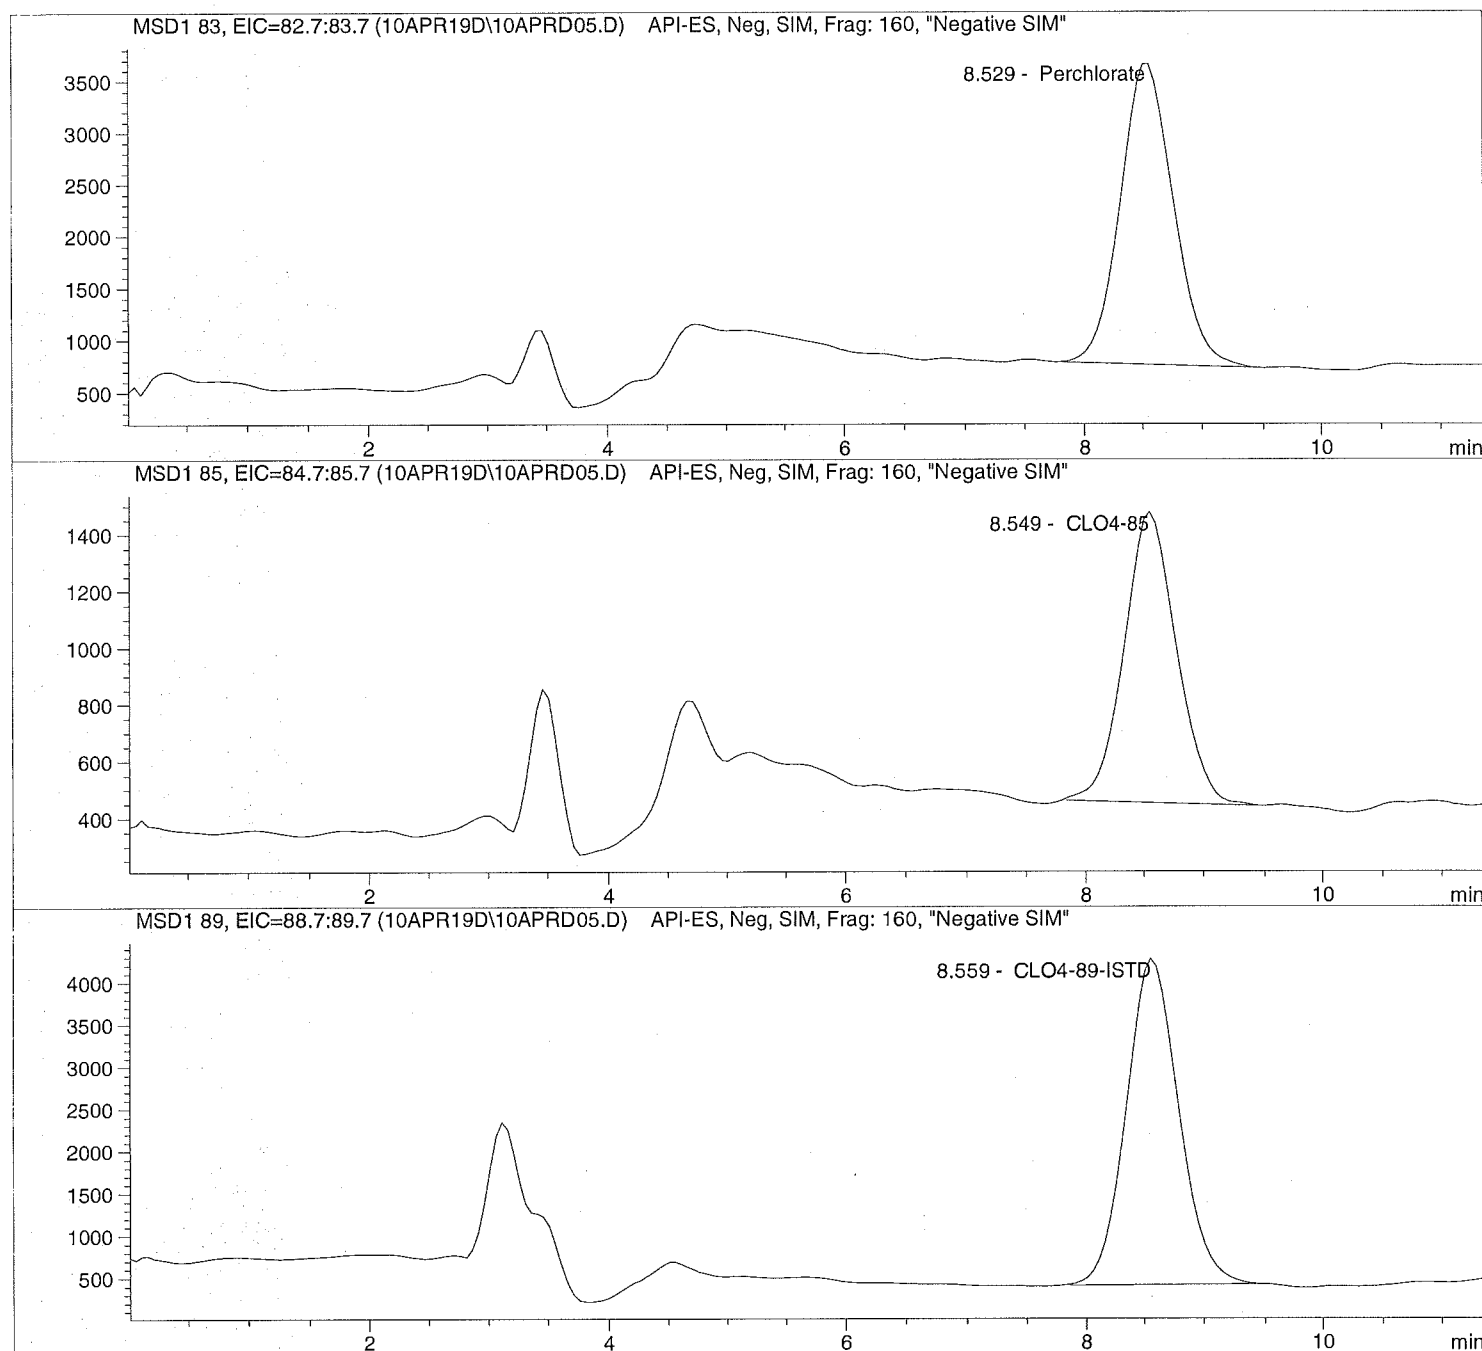 MSD1 83, EIC=82.7:83.7 (10APR19D\10APRD05.D) API-ES, Neg, SIM, Frag: 160, "Negative SIM"
8.529 - Perchlorate
3500
3000
2500
2000
1500
1000
500
2 4 6 8 10 min
MSD1 85, EIC=84.7:85.7 (10APR19D\10APRD05.D) API-ES, Neg, SIM, Frag: 160, "Negative SIM"
8.549 - CLO4-85
1400
1200
1000
800
600
400
2 4 6 8 10 min
MSD1 89, EIC=88.7:89.7 (10APR19D\10APRD05.D) API-ES, Neg, SIM, Frag: 160, "Negative SIM"
8.559 - CLO4-89-ISTD
4000
3500
3000
2500
2000
1500
1000
500
2 4 6 8 10 min